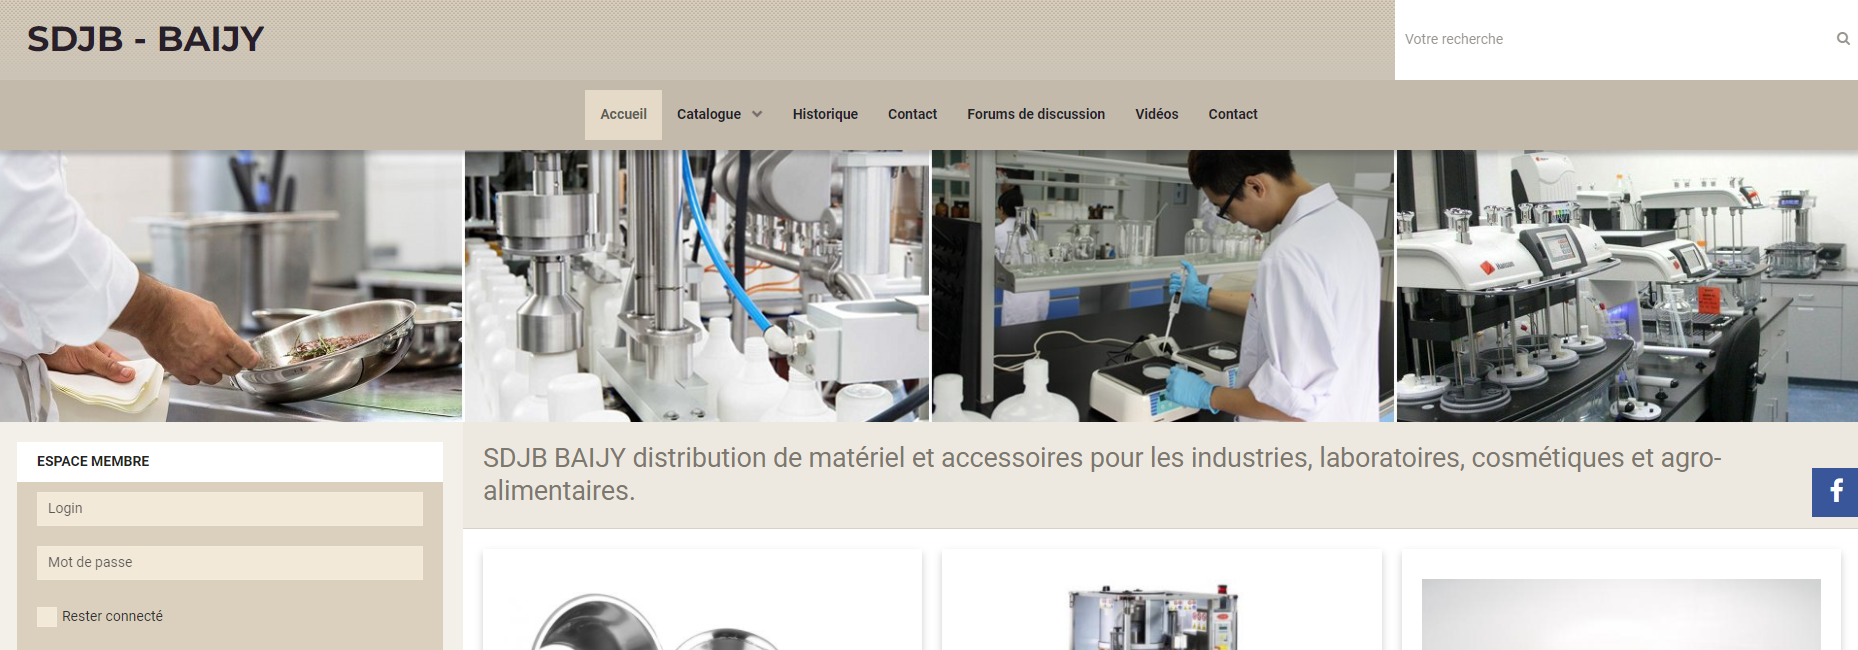 SDJB - BAIJY
Votre recherche
Accueil
Catalogue
Historique
Contact
Forums de discussion
Vidéos
Contact
ESPACE MEMBRE
Login
Mot de passe
Rester connecté
SDJB BAIJY distribution de matériel et accessoires pour les industries, laboratoires, cosmétiques et agro-
alimentaires.